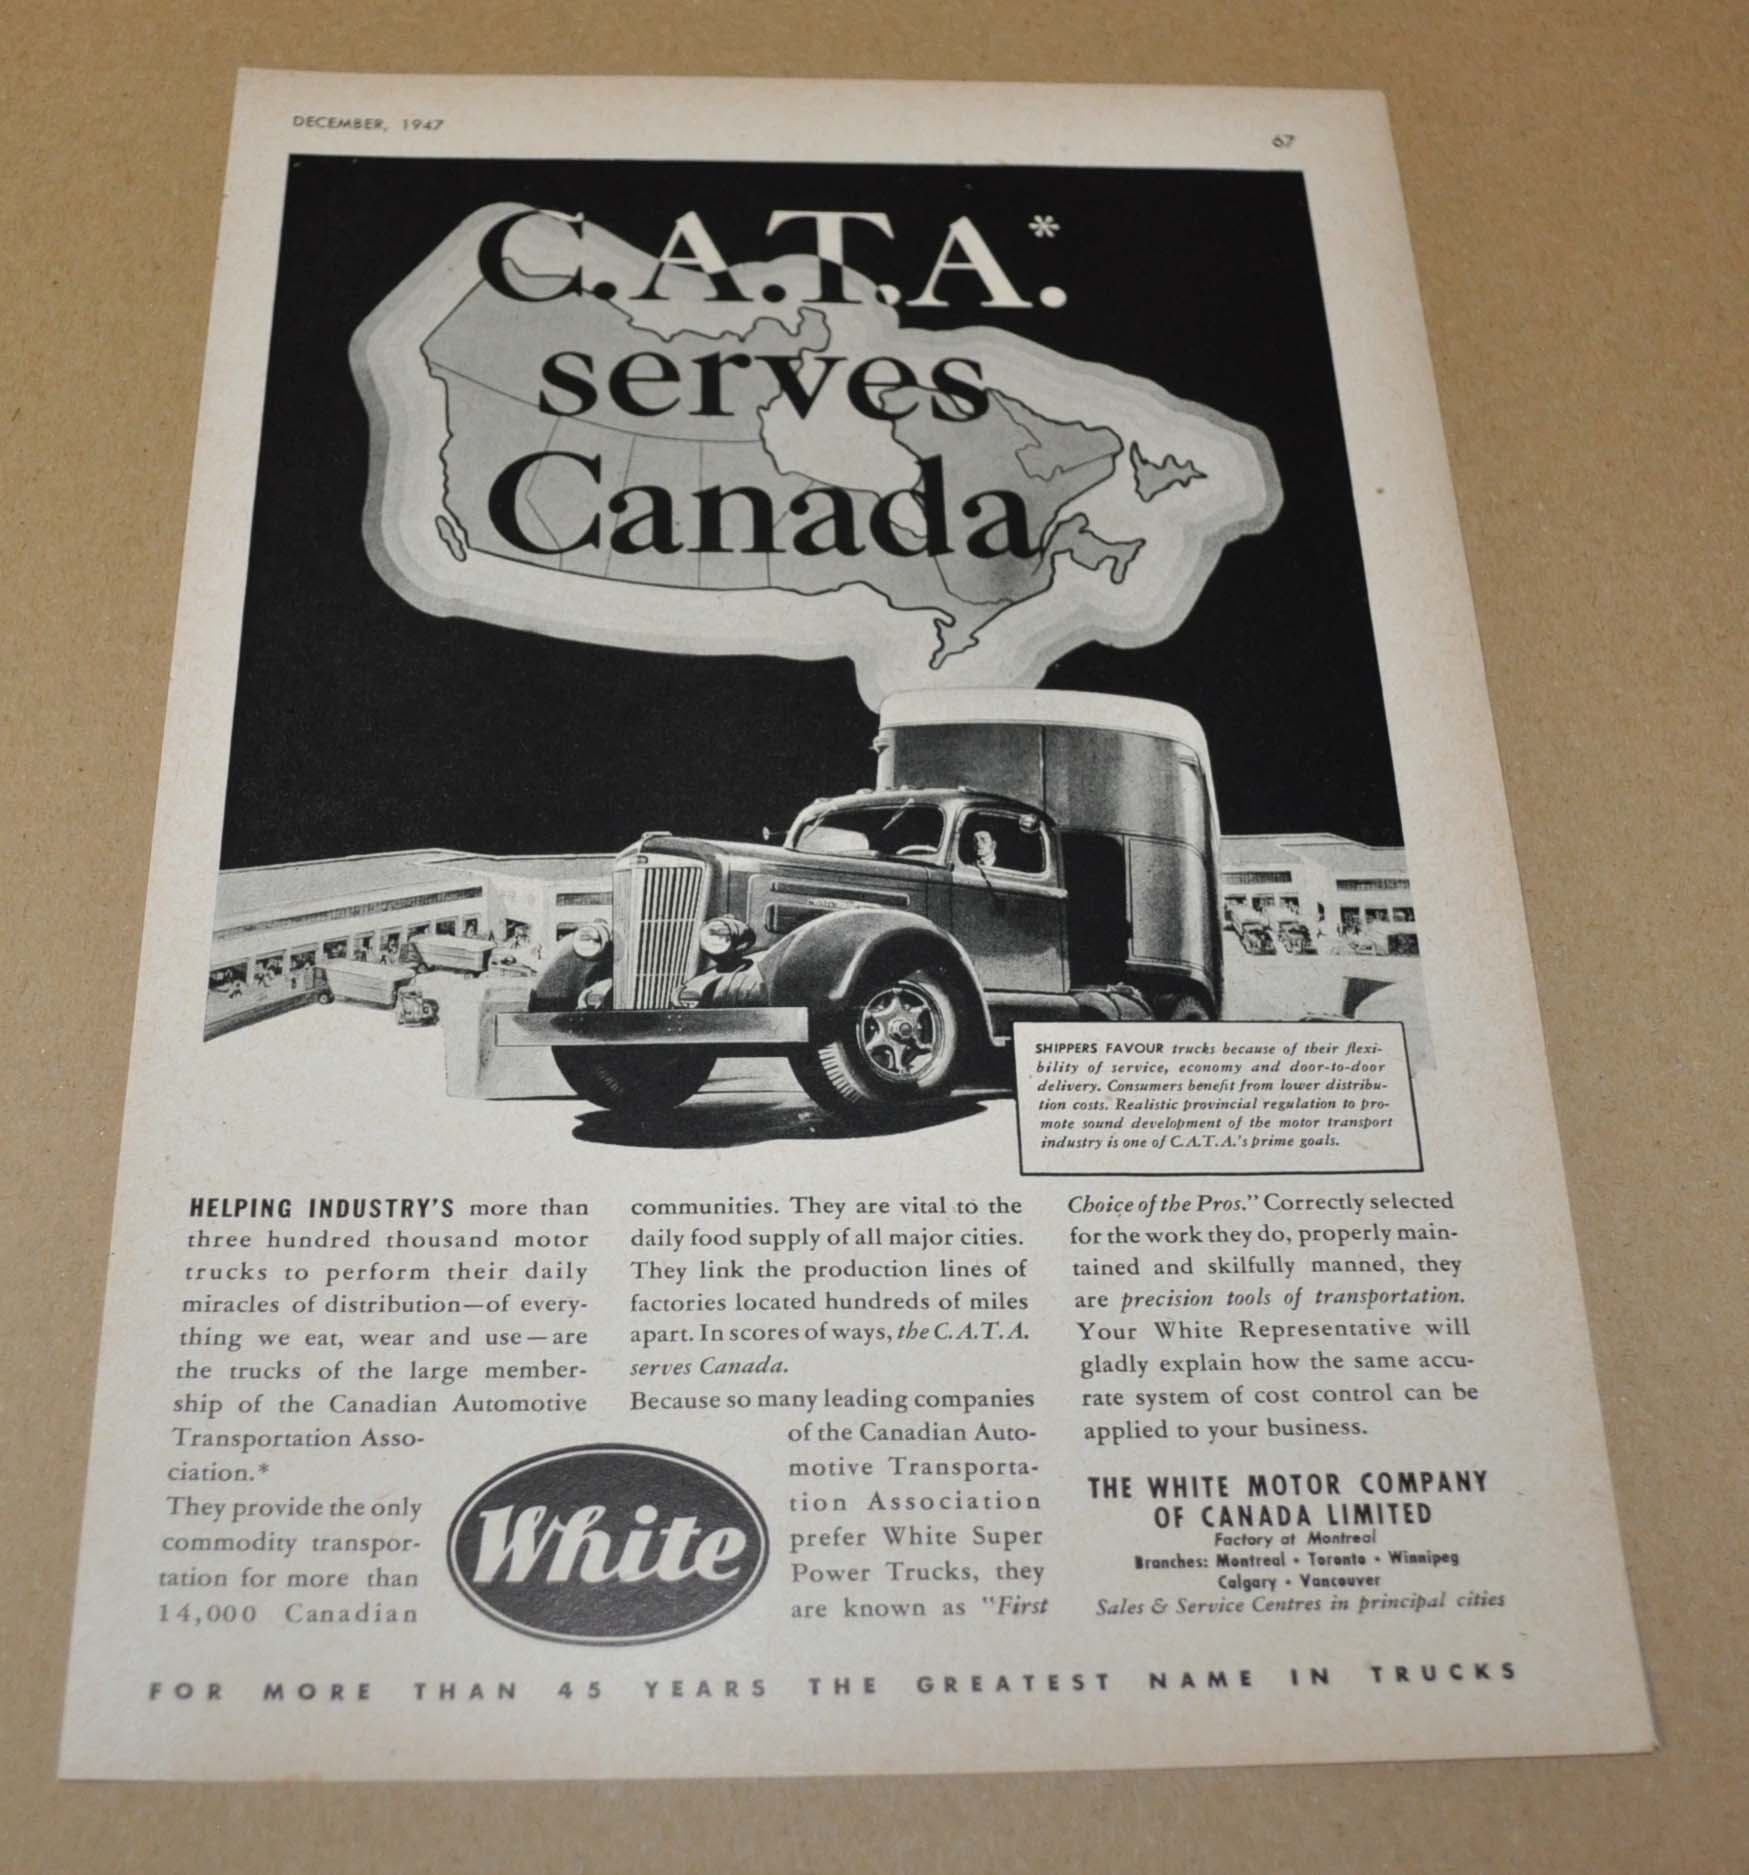 DECEMBER, 1947
67
C.A.T.A.*
serves
Canada
SHIPPERS FAVOUR trucks because of their flexi-
bility of service, economy and door-to-door
delivery. Consumers benefit from lower distribu-
tion costs. Realistic provincial regulation to pro-
mote sound development of the motor transport
industry is one of C.A.T.A.'s prime goals.
HELPING INDUSTRY'S more than
three hundred thousand motor
trucks to perform their daily
miracles of distribution—of every-
thing we eat, wear and use—are
the trucks of the large member-
ship of the Canadian Automotive
Transportation Asso-
ciation.*
They provide the only
commodity transpor-
tation for more than
14,000 Canadian
communities. They are vital to the
daily food supply of all major cities.
They link the production lines of
factories located hundreds of miles
apart. In scores of ways, the C.A.T.A.
serves Canada.
Because so many leading companies
of the Canadian Auto-
motive Transporta-
tion Association
prefer White Super
Power Trucks, they
are known as "First
Choice of the Pros." Correctly selected
for the work they do, properly main-
tained and skilfully manned, they
are precision tools of transportation.
Your White Representative will
gladly explain how the same accu-
rate system of cost control can be
applied to your business.
White
THE WHITE MOTOR COMPANY
OF CANADA LIMITED
Factory at Montreal
Branches: Montreal • Toronto • Winnipeg
Calgary • Vancouver
Sales & Service Centres in principal cities
FOR MORE THAN 45 YEARS THE GREATEST NAME IN TRUCKS